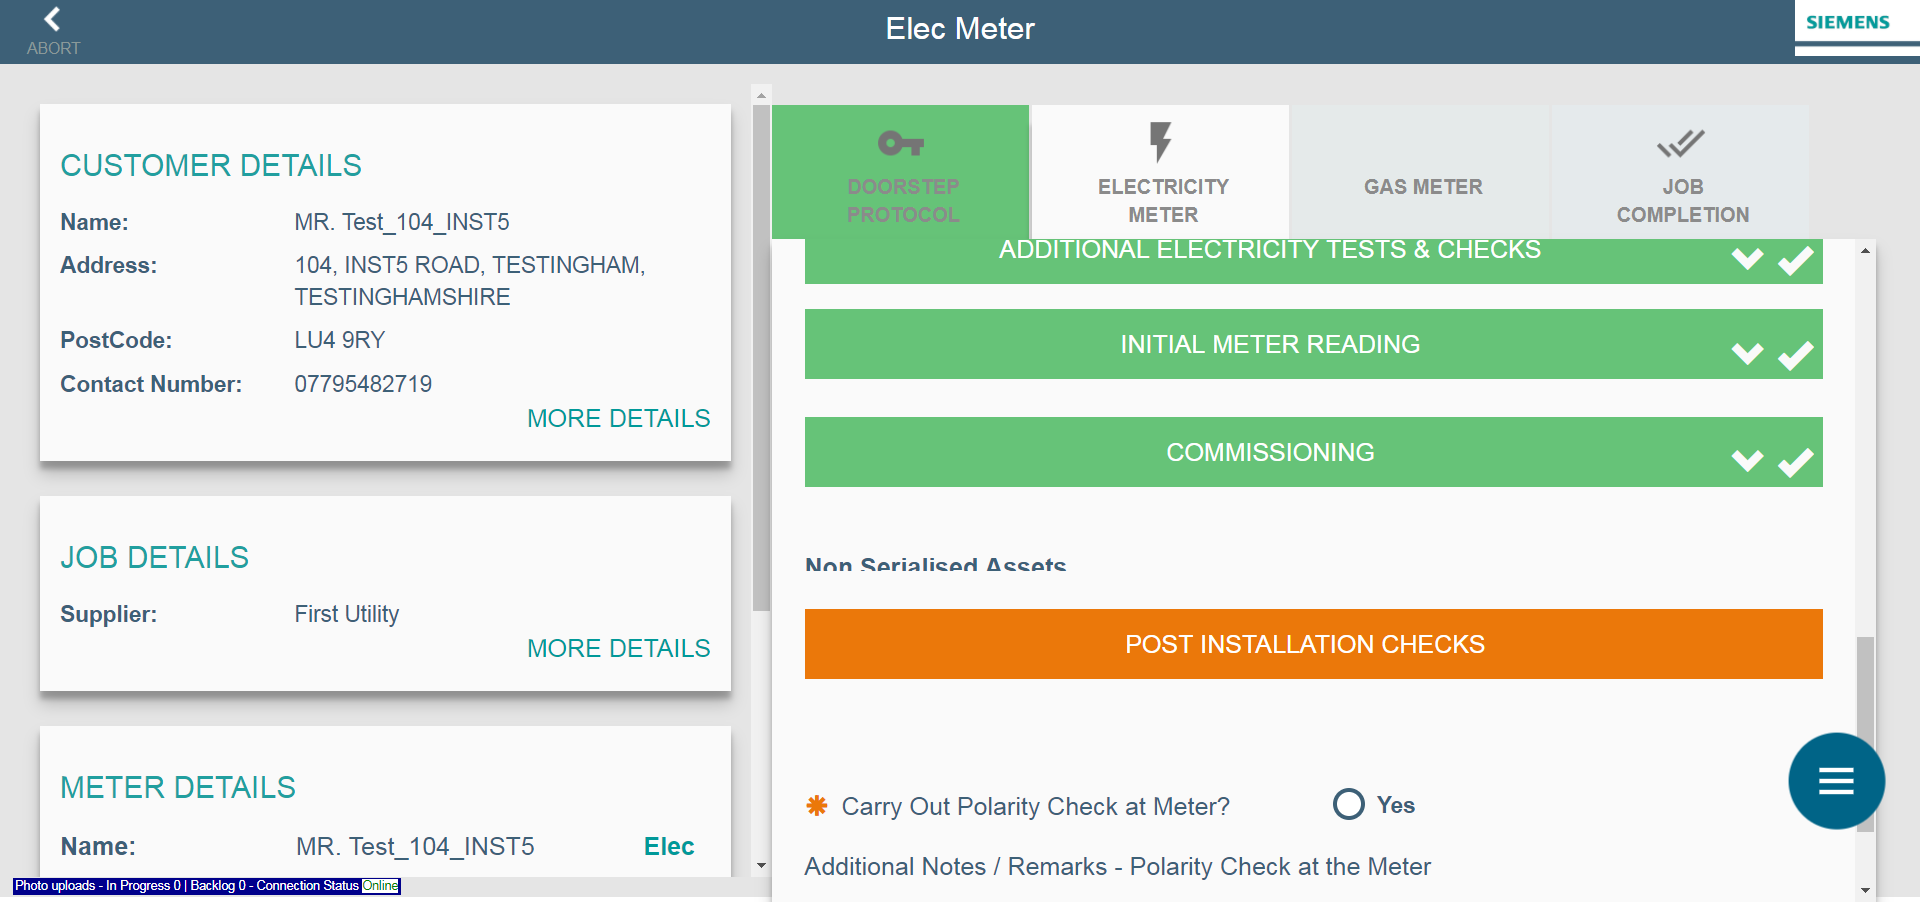 ABORT
Elec Meter
SIEMENS
CUSTOMER DETAILS
Name: MR. Test_104_INST5
Address: 104, INST5 ROAD, TESTINGHAM,
TESTINGHAMSHIRE
PostCode: LU4 9RY
Contact Number: 07795482719
MORE DETAILS
JOB DETAILS
Supplier: First Utility
MORE DETAILS
METER DETAILS
Name: MR. Test_104_INST5 Elec
Photo uploads - In Progress 0 | Backlog 0 - Connection Status Online
DOORSTEP
PROTOCOL
ELECTRICITY
METER
GAS METER
JOB
COMPLETION
ADDITIONAL ELECTRICITY TESTS & CHECKS
INITIAL METER READING
COMMISSIONING
Non Serialised Assets
POST INSTALLATION CHECKS
✱ Carry Out Polarity Check at Meter? Yes
Additional Notes / Remarks - Polarity Check at the Meter